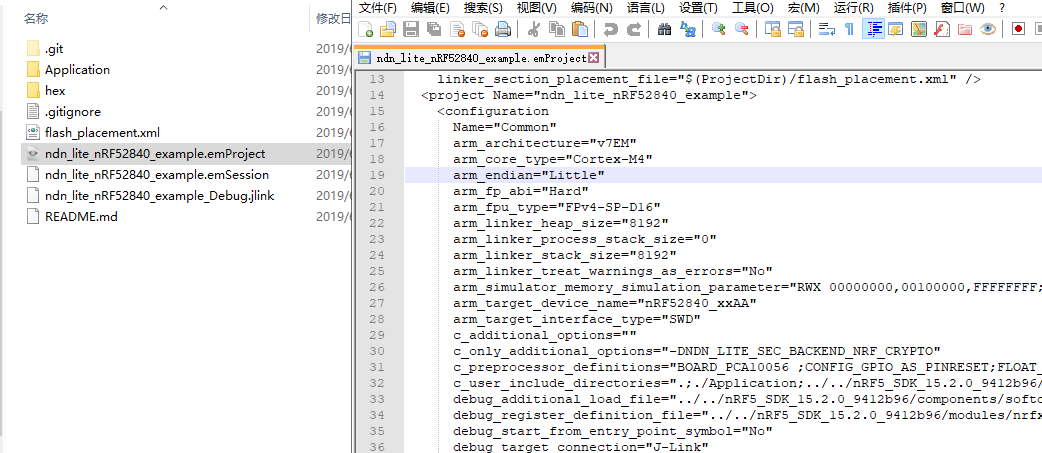 名称
修改日
.git
2019/
Application
2019/
hex
2019/
.gitignore
2019/
flash_placement.xml
2019/
ndn_lite_nRF52840_example.emProject
2019/
ndn_lite_nRF52840_example.emSession
2019/
ndn_lite_nRF52840_example_Debug.jlink
2019/
README.md
2019/
文件(F) 编辑(E) 搜索(S) 视图(V) 编码(N) 语言(L) 设置(T) 工具(O) 宏(M) 运行(R) 插件(P) 窗口(W) ?
ndn_lite_nRF52840_example.emProject
13 linker_section_placement_file="$(ProjectDir)/flash_placement.xml" />
14 <project Name="ndn_lite_nRF52840_example">
15 <configuration
16 Name="Common"
17 arm_architecture="v7EM"
18 arm_core_type="Cortex-M4"
19 arm_endian="Little"
20 arm_fp_abi="Hard"
21 arm_fpu_type="FPv4-SP-D16"
22 arm_linker_heap_size="8192"
23 arm_linker_process_stack_size="0"
24 arm_linker_stack_size="8192"
25 arm_linker_treat_warnings_as_errors="No"
26 arm_simulator_memory_simulation_parameter="RWX 00000000,00100000,FFFFFFFF;
27 arm_target_device_name="nRF52840_xxAA"
28 arm_target_interface_type="SWD"
29 c_additional_options=""
30 c_only_additional_options="-DNDN_LITE_SEC_BACKEND_NRF_CRYPTO"
31 c_preprocessor_definitions="BOARD_PCA10056 ;CONFIG_GPIO_AS_PINRESET;FLOAT_
32 c_user_include_directories=".;./Application;../../nRF5_SDK_15.2.0_9412b96/
33 debug_additional_load_file="../../nRF5_SDK_15.2.0_9412b96/components/softd
34 debug_register_definition_file="../../nRF5_SDK_15.2.0_9412b96/modules/nrfx
35 debug_start_from_entry_point_symbol="No"
36 debug_target_connection="J-Link"